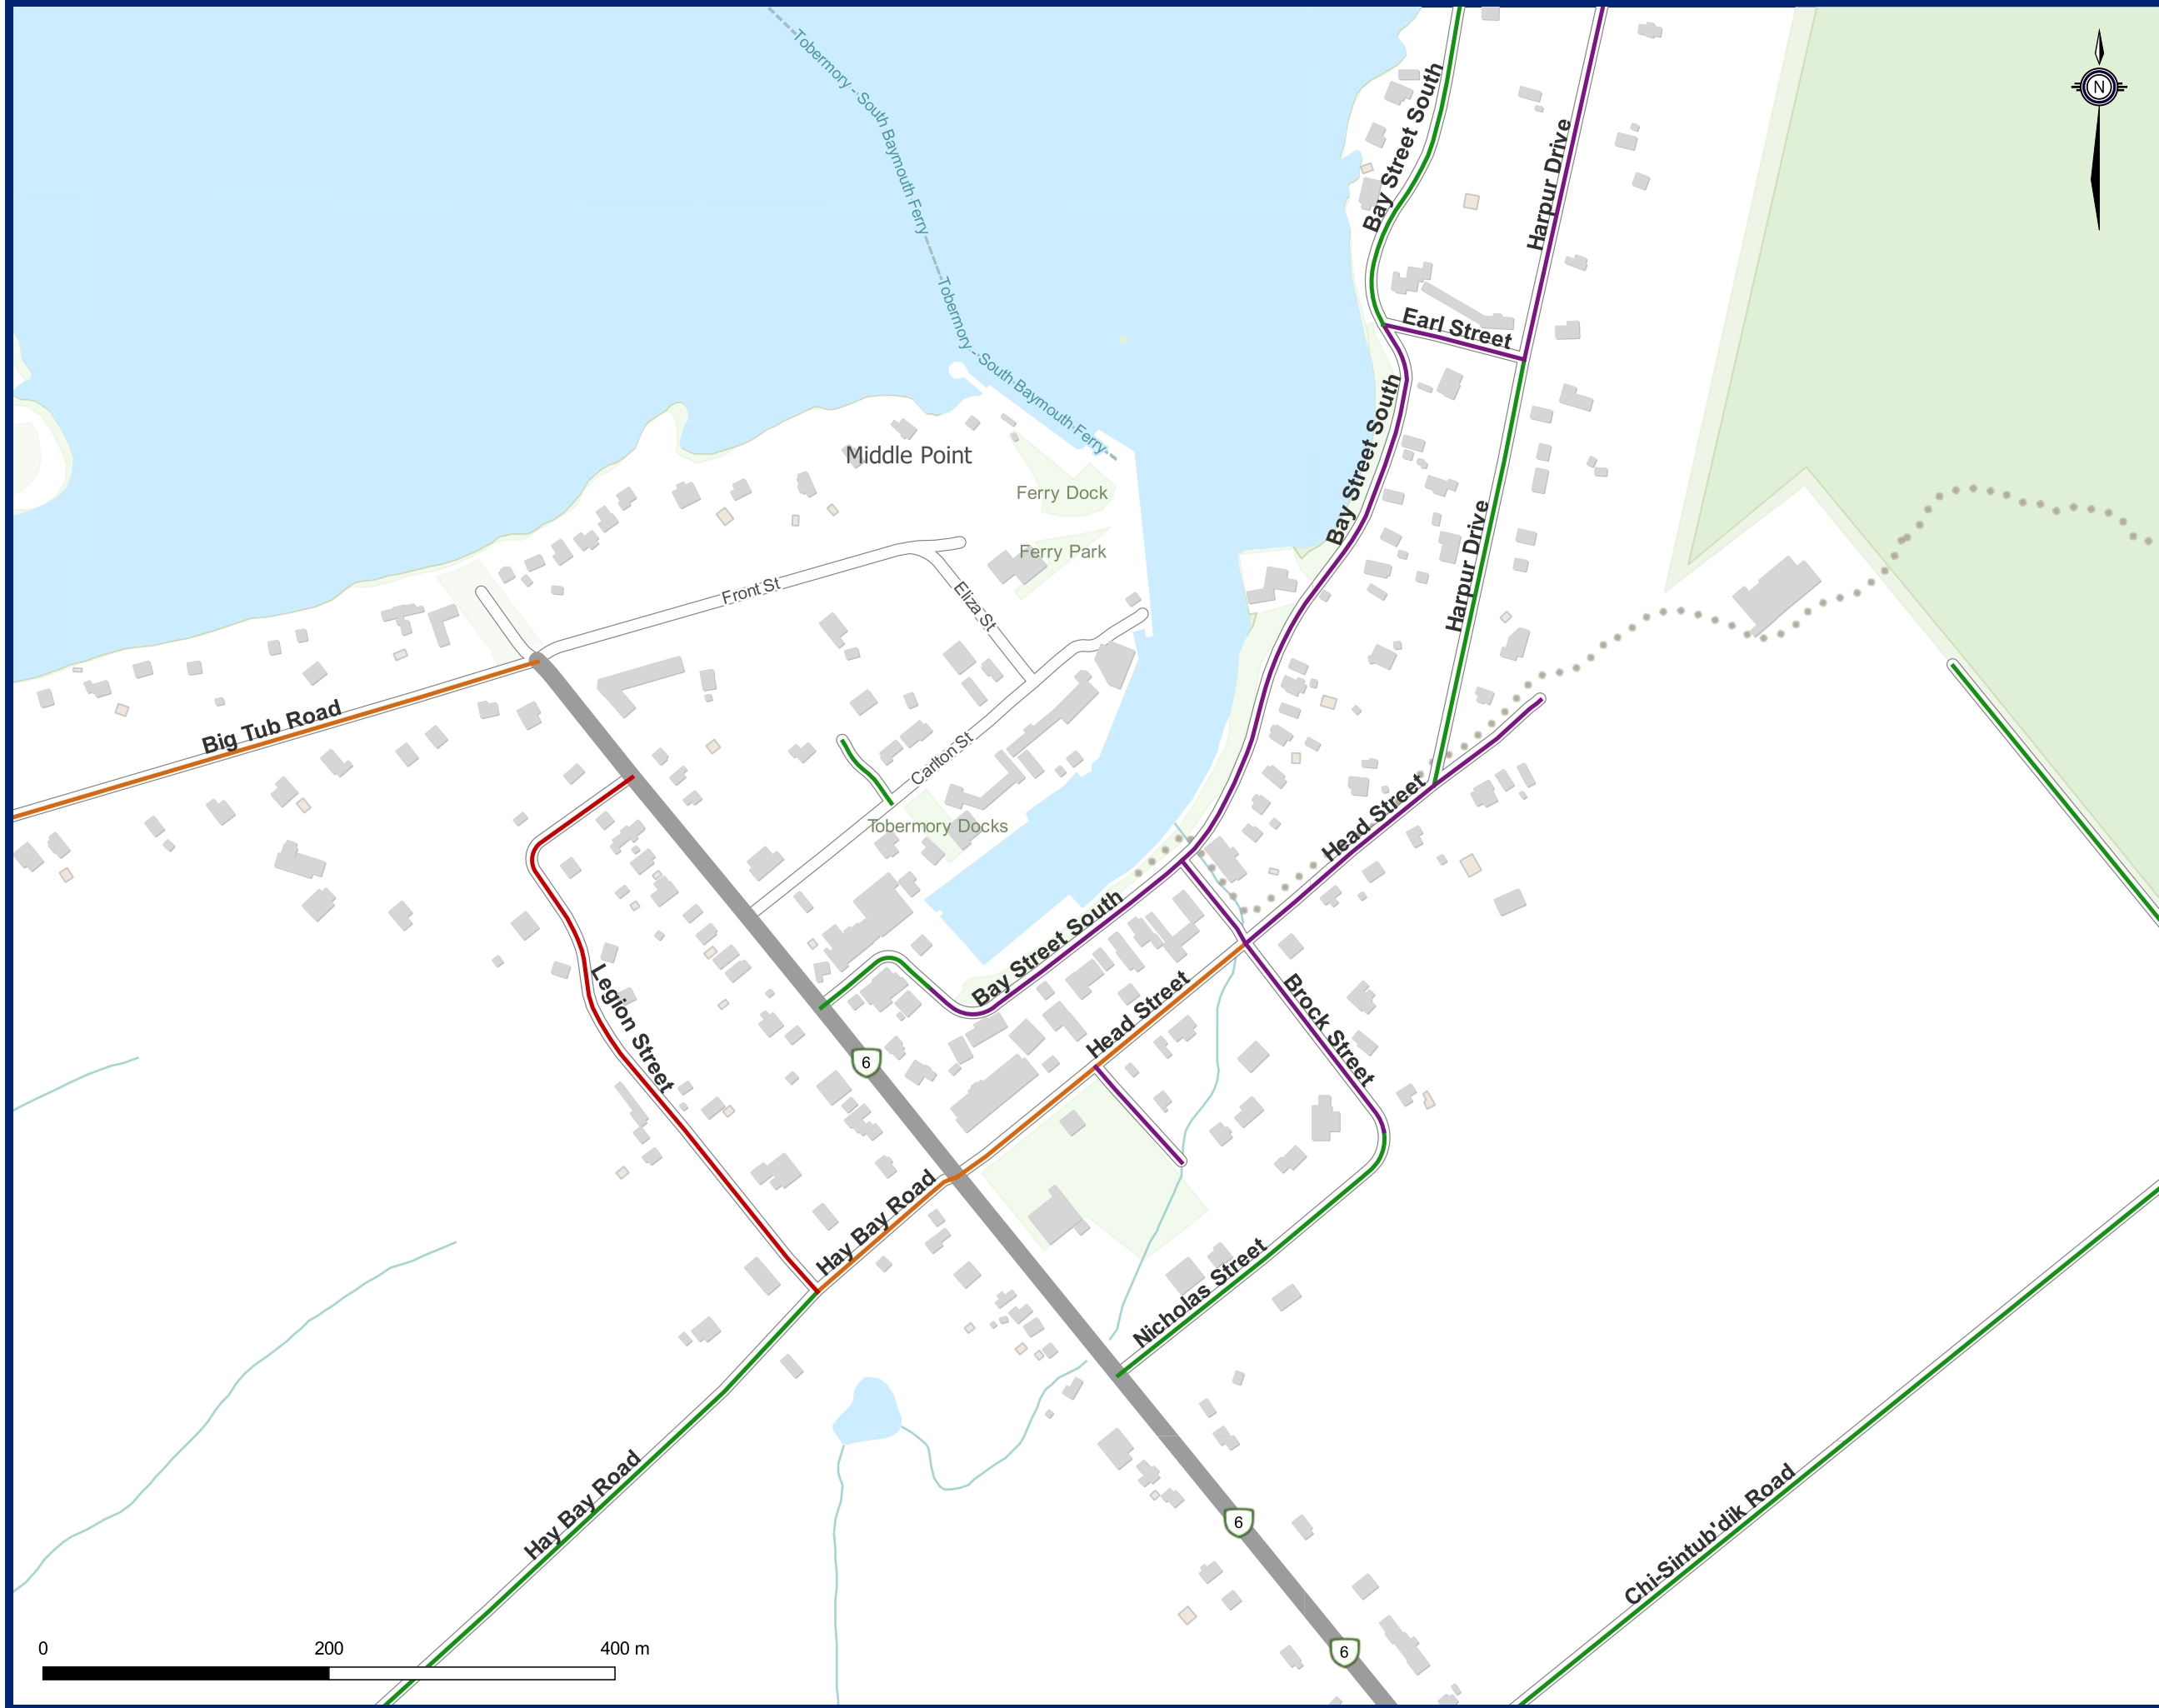 Tobermory - South Baymouth Ferry
Bay Street South
N
Harpur Drive
Tobermory - South Baymouth Ferry
Earl Street
Middle Point
Bay Street South
Ferry Dock
Harpur Drive
Ferry Park
Front St
Eliza St
Big Tub Road
Carlton St
Tobermory Docks
Head Street
Bay Street South
Legion Street
Head Street
Brock Street
6
Hay Bay Road
Nicholas Street
Hay Bay Road
6
Chi-Sintub'dik Road
6
0 200 400 m